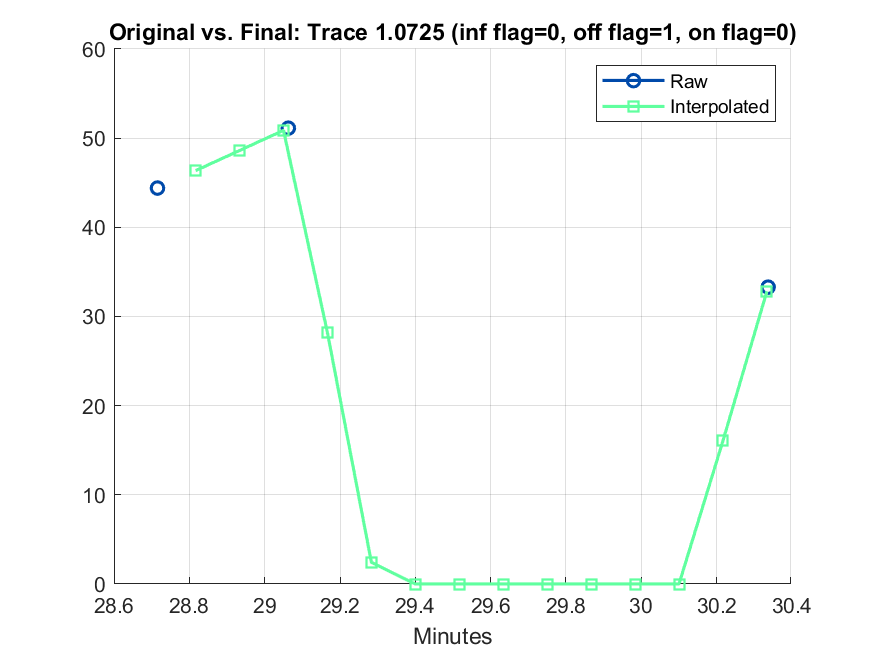 Original vs. Final: Trace 1.0725 (inf flag=0, off flag=1, on flag=0)
60
50
40
30
20
10
0
Raw
Interpolated
28.6 28.8 29 29.2 29.4 29.6 29.8 30 30.2 30.4
Minutes